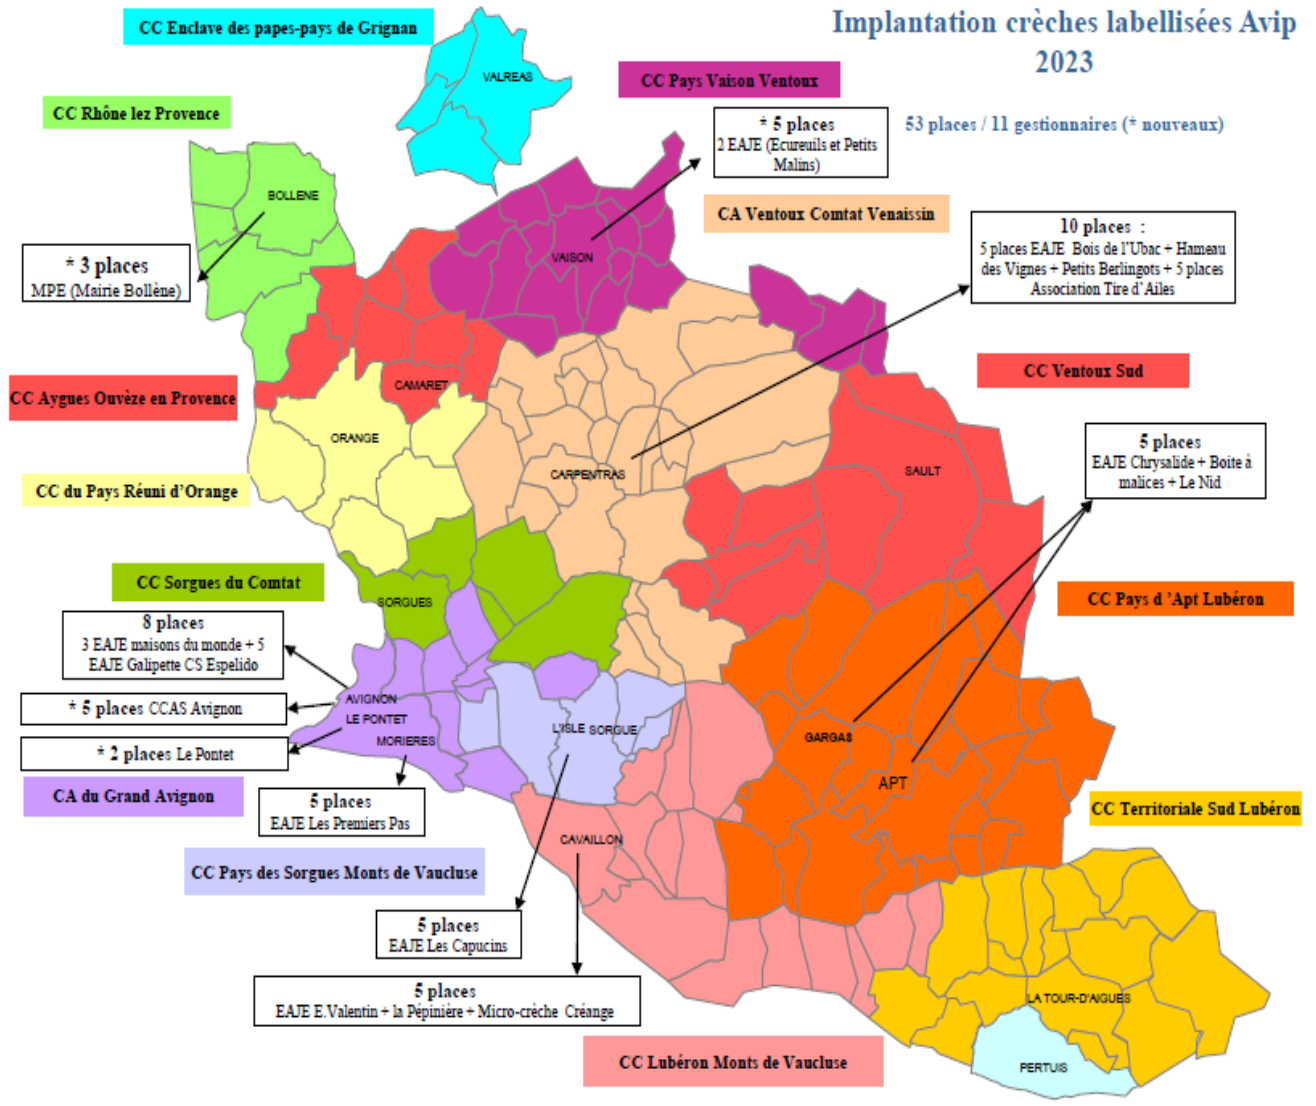 Implantation crèches labellisées Avip
2023
53 places / 11 gestionnaires (* nouveaux)
CC Enclave des papes-pays de Grignan
VALREAS
CC Pays Vaison Ventoux
CC Rhône lez Provence
* 5 places
2 EAJE (Ecureuils et Petits
Malins)
BOLLENE
CA Ventoux Comtat Venaissin
10 places :
5 places EAJE Bois de l'Ubac + Hameau
des Vignes + Petits Berlingots + 5 places
Association Tire d'Ailes
* 3 places
MPE (Mairie Bollène)
VAISON
CC Ventoux Sud
CC Aygues Ouvèze en Provence
CAMARET
ORANGE
5 places
EAJE Chrysalide + Boite à
malices + Le Nid
CARPENTRAS
SAULT
CC du Pays Réuni d'Orange
CC Sorgues du Comtat
SORGUES
CC Pays d 'Apt Lubéron
8 places
3 EAJE maisons du monde + 5
EAJE Galipette CS Espelido
* 5 places CCAS Avignon
AVIGNON
LE PONTET
MORIERES
L'ISLE SORGUE
GARGAS
* 2 places Le Pontet
APT
CA du Grand Avignon
5 places
EAJE Les Premiers Pas
CC Territoriale Sud Lubéron
CAVAILLON
CC Pays des Sorgues Monts de Vaucluse
5 places
EAJE Les Capucins
5 places
EAJE E.Valentin + la Pépinière + Micro-crèche Créange
LA TOUR-D'AIGUES
CC Lubéron Monts de Vaucluse
PERTUIS